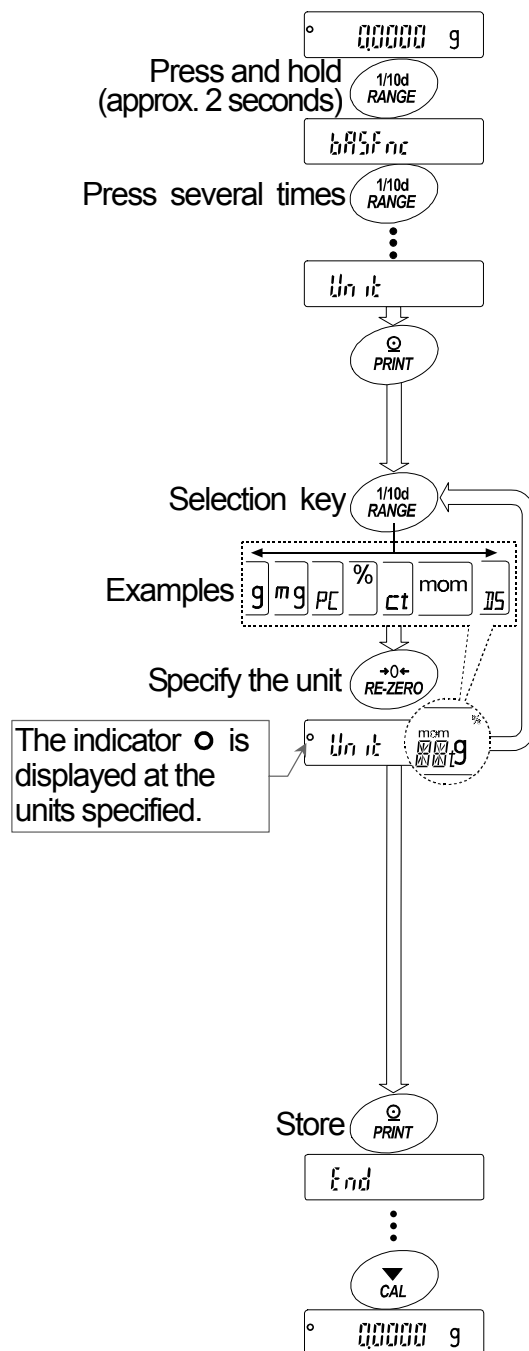 0.0000 g
Press and hold
(approx. 2 seconds)
1/10d
RANGE
bASFnc
Press several times
1/10d
RANGE
Unit
PRINT
Selection key
1/10d
RANGE
Examples
g mg PC % ct mom DS
Specify the unit
→0←
RE-ZERO
The indicator o is
displayed at the
units specified.
Unit
mom
g
Store
PRINT
End
CAL
0.0000 g